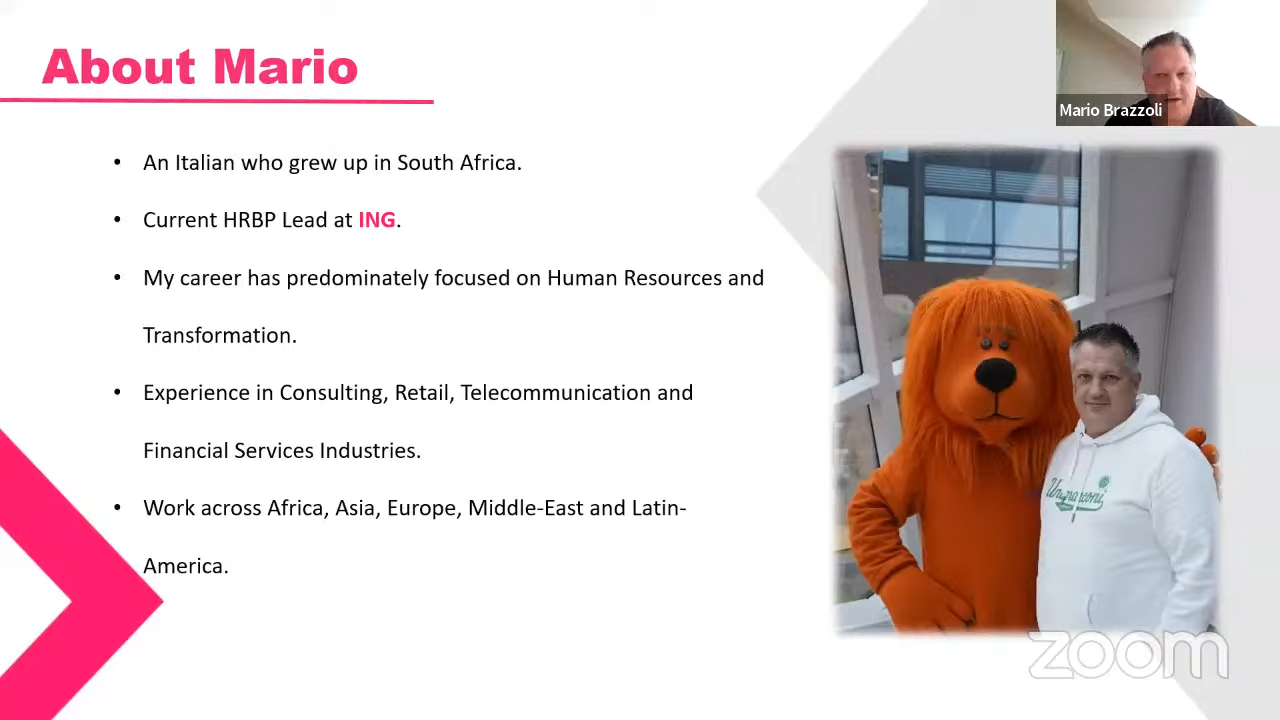 About Mario
Mario Brazzoli
• An Italian who grew up in South Africa.
• Current HRBP Lead at ING.
• My career has predominately focused on Human Resources and
Transformation.
• Experience in Consulting, Retail, Telecommunication and
Financial Services Industries.
• Work across Africa, Asia, Europe, Middle-East and Latin-
America.
zoom